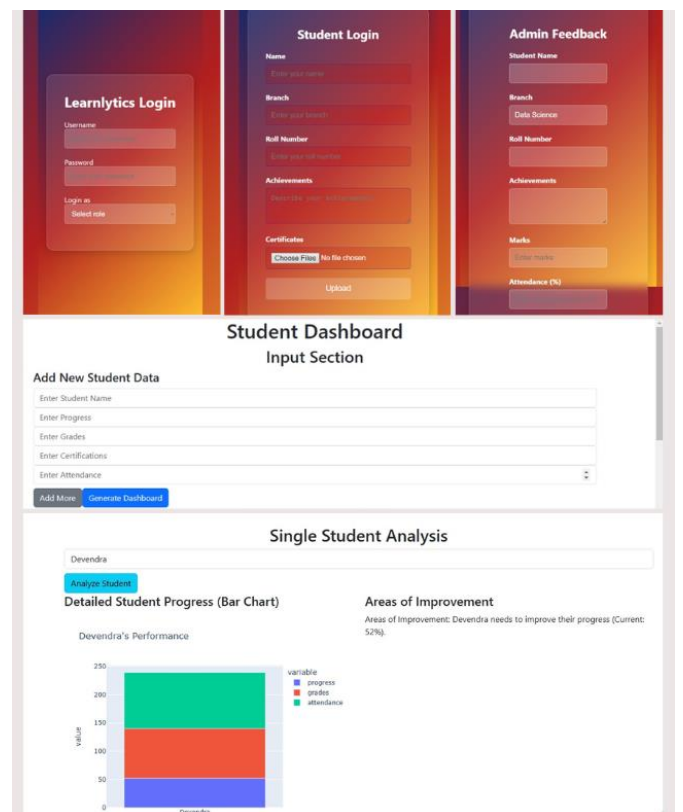 Learnlytics Login
Username
Password
Login as
Select role
Student Login
Name
Enter your name
Branch
Enter your branch
Roll Number
Enter your roll number
Achievements
Certificates
Choose Files No file chosen
Upload
Admin Feedback
Student Name
Branch
Data Science
Roll Number
Achievements
Marks
Enter marks
Attendance (%)
Student Dashboard
Input Section
Add New Student Data
Enter Student Name
Enter Progress
Enter Grades
Enter Certifications
Enter Attendance
Add More Generate Dashboard
Single Student Analysis
Devendra
Analyze Student
Detailed Student Progress (Bar Chart)
Devendra's Performance
250
200
150
100
50
0
value
Devendra
variable
progress
grades
attendance
Areas of Improvement
Areas of Improvement: Devendra needs to improve their progress (Current:
52%).